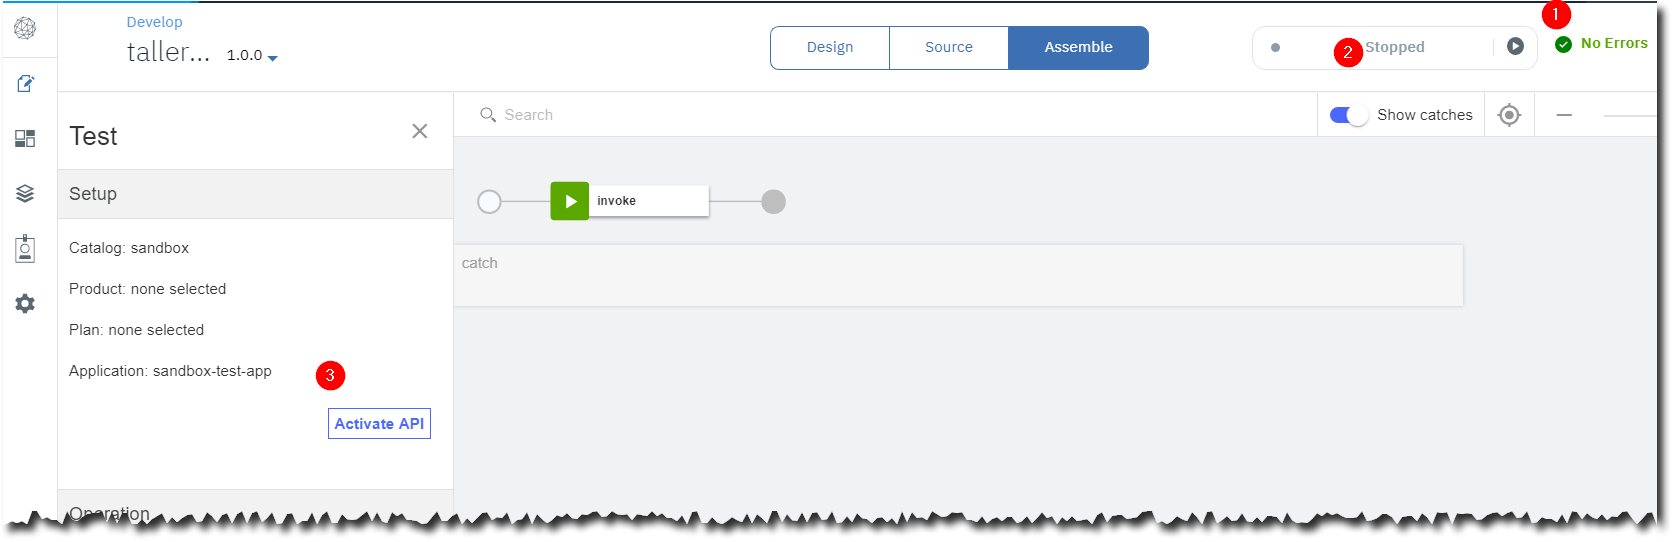 Develop
taller...
1.0.0
Design
Source
Assemble
2
Stopped
1
No Errors
Test
Search
Show catches
Setup
Catalog: sandbox
Product: none selected
Plan: none selected
Application: sandbox-test-app
3
Activate API
Operation
invoke
catch